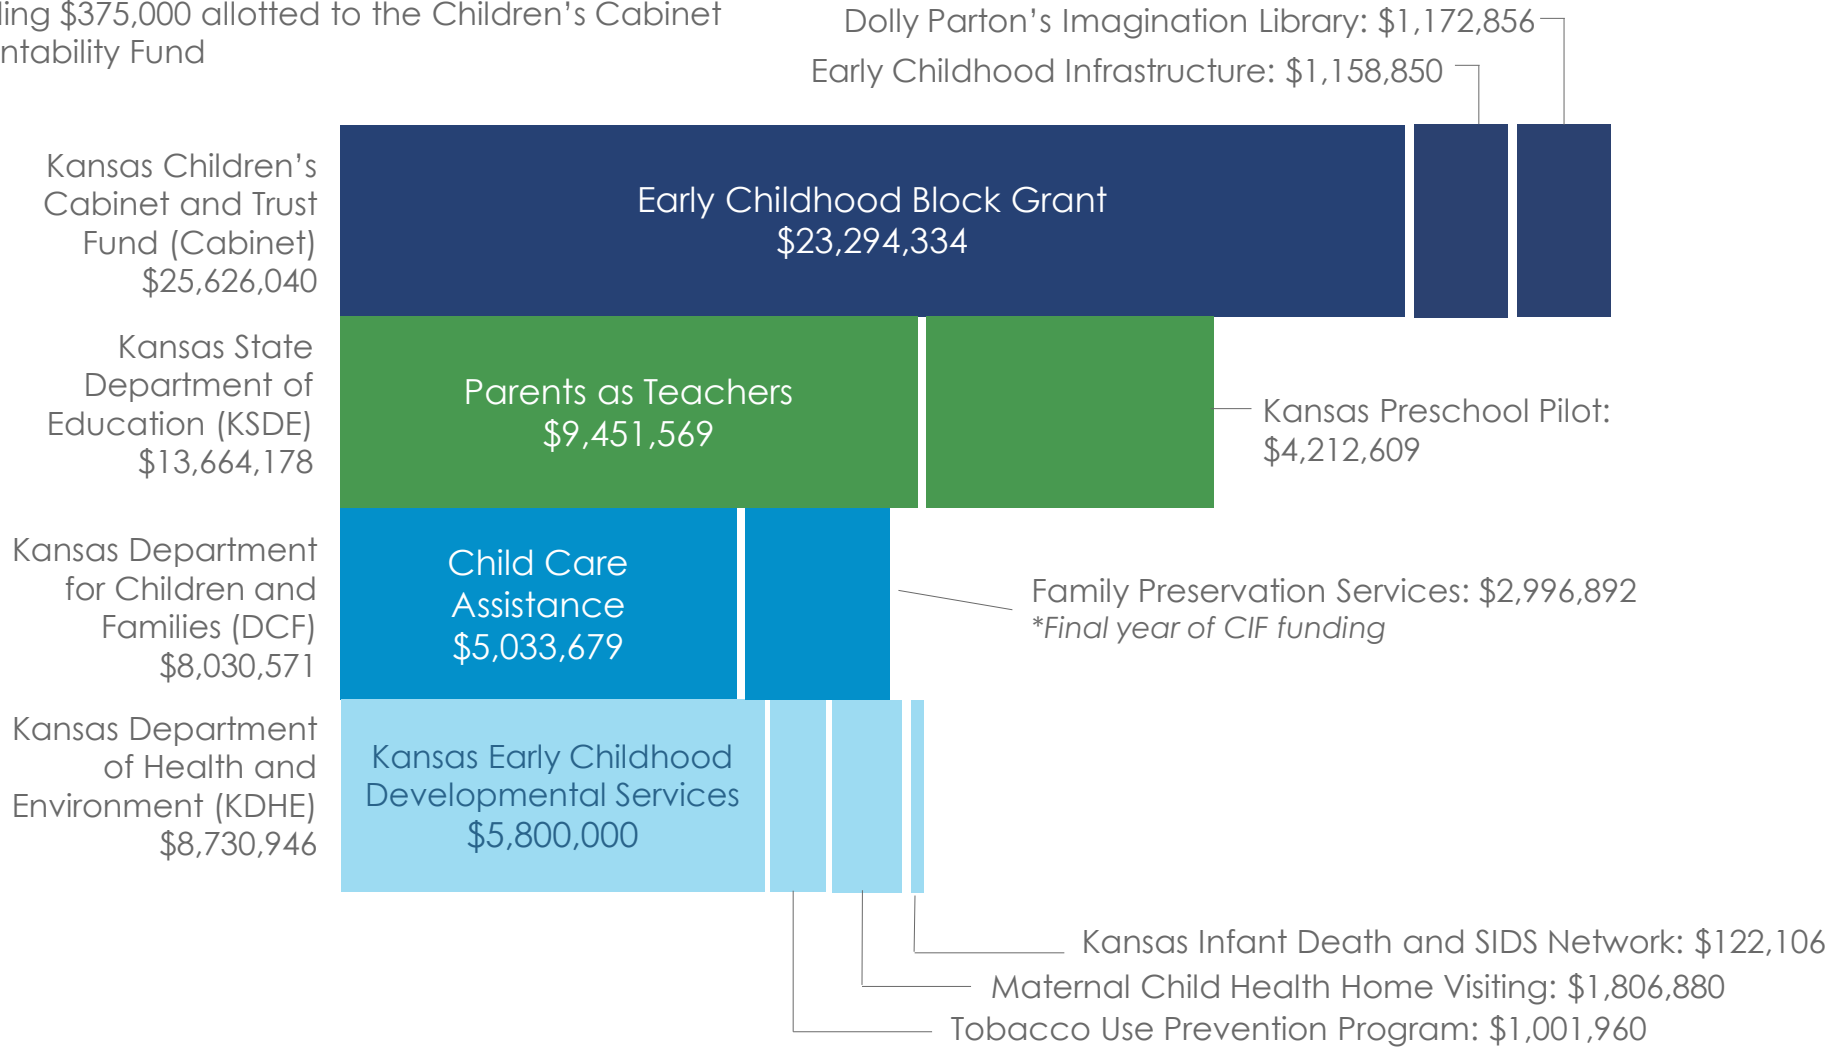 $375,000 allotted to the Children’s Cabinet
Fund
Dolly Parton’s Imagination Library: $1,172,856
Early Childhood Infrastructure: $1,158,850
Kansas Children’s
Cabinet and Trust
Fund (Cabinet)
$25,626,040
Early Childhood Block Grant
$23,294,334
Kansas State
Department of
Education (KSDE)
$13,664,178
Parents as Teachers
$9,451,569
Kansas Preschool Pilot:
$4,212,609
Kansas Department
for Children and
Families (DCF)
$8,030,571
Child Care
Assistance
$5,033,679
Family Preservation Services: $2,996,892
*Final year of CIF funding
Kansas Department
of Health and
Environment (KDHE)
$8,730,946
Kansas Early Childhood
Developmental Services
$5,800,000
Kansas Infant Death and SIDS Network: $122,106
Maternal Child Health Home Visiting: $1,806,880
Tobacco Use Prevention Program: $1,001,960